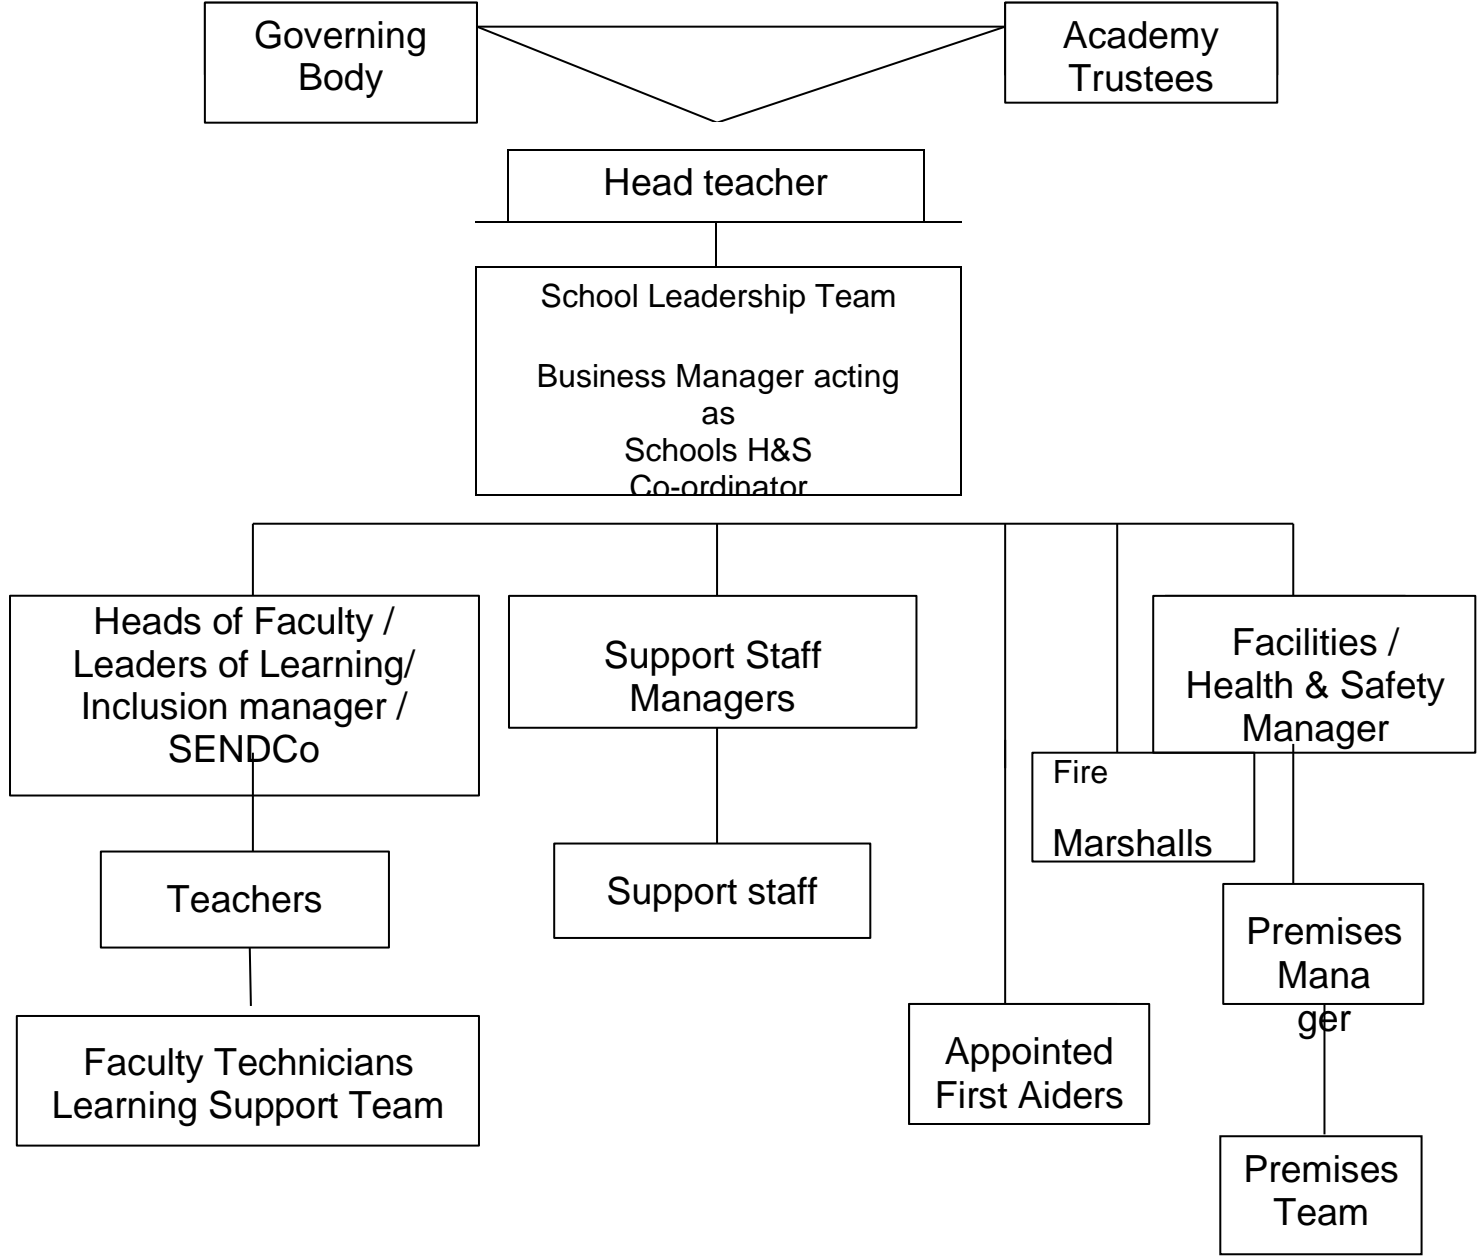 Governing
Body
Academy
Trustees
Head teacher
School Leadership Team
Business Manager acting
as
Schools H&S
Co-ordinator
Heads of Faculty /
Leaders of Learning/
Inclusion manager /
SENDCo
Support Staff
Managers
Facilities /
Health & Safety
Manager
Fire
Marshalls
Teachers
Support staff
Premises
Mana
ger
Faculty Technicians
Learning Support Team
Appointed
First Aiders
Premises
Team